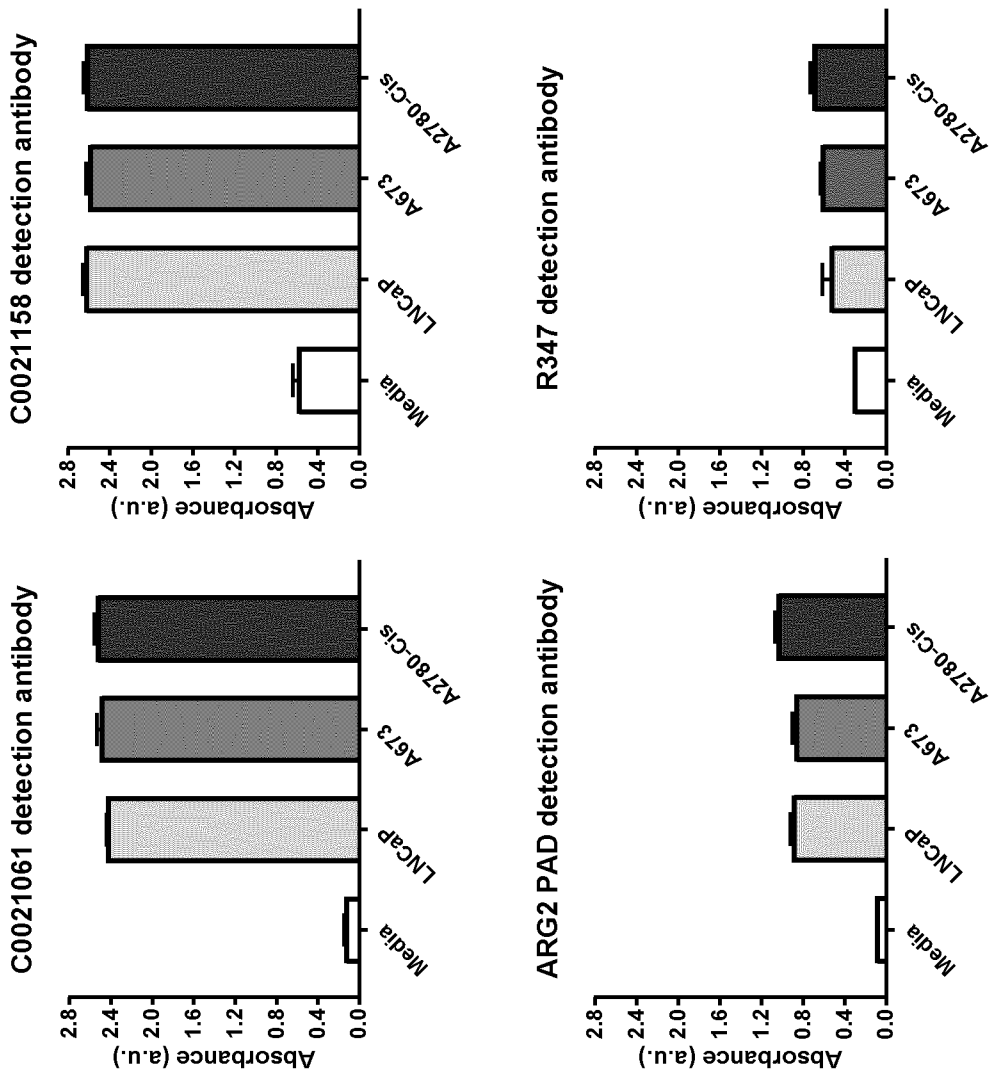 C0021061 detection antibody
Absorbance (a.u.)
2.8
2.4
2.0
1.6
1.2
0.8
0.4
0.0
Media
LNCaP
A673
A2780-Cis
C0021158 detection antibody
Absorbance (a.u.)
2.8
2.4
2.0
1.6
1.2
0.8
0.4
0.0
Media
LNCaP
A673
A2780-Cis
ARG2 PAD detection antibody
Absorbance (a.u.)
2.8
2.4
2.0
1.6
1.2
0.8
0.4
0.0
Media
LNCaP
A673
A2780-Cis
R347 detection antibody
Absorbance (a.u.)
2.8
2.4
2.0
1.6
1.2
0.8
0.4
0.0
Media
LNCaP
A673
A2780-Cis